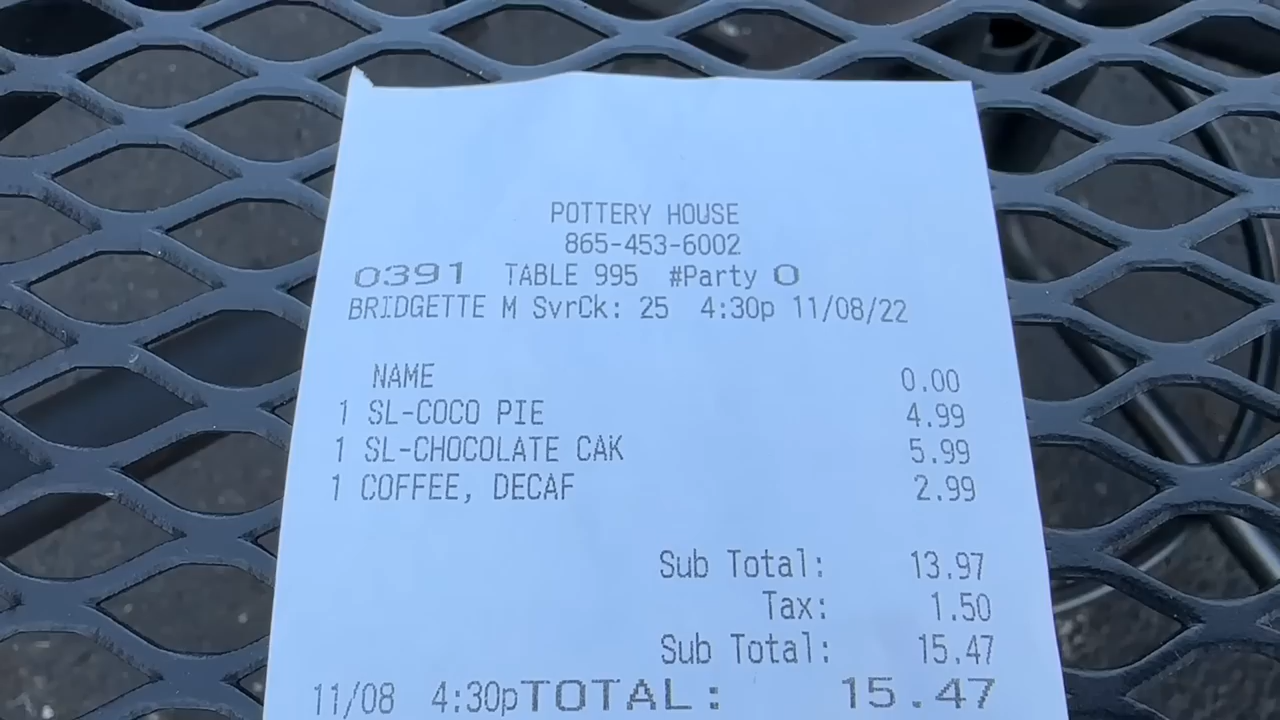 POTTERY HOUSE
865-453-6002
0391 TABLE 995 #Party 0
BRIDGETTE M SvrCk: 25 4:30p 11/08/22
NAME 0.00
1 SL-COCO PIE 4.99
1 SL-CHOCOLATE CAK 5.99
1 COFFEE, DECAF 2.99
Sub Total: 13.97
Tax: 1.50
Sub Total: 15.47
11/08 4:30pTOTAL: 15.47